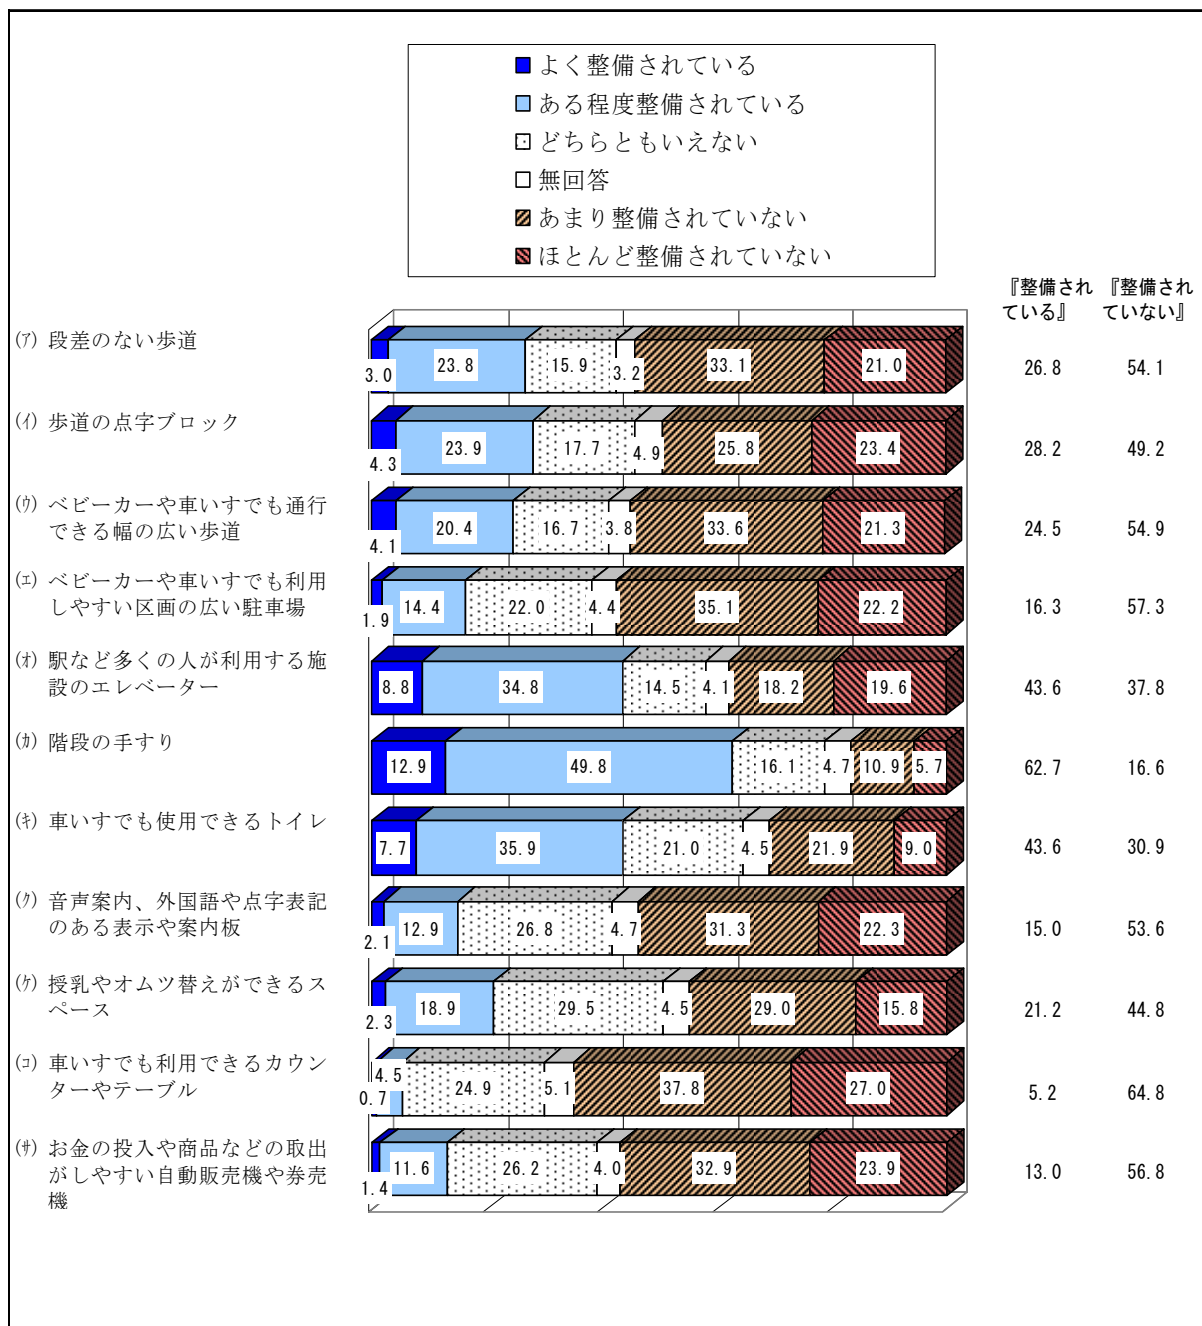 よく整備されている
ある程度整備されている
どちらともいえない
無回答
あまり整備されていない
ほとんど整備されていない
『整備され 『整備され
ている』 ていない』
(ｱ) 段差のない歩道
3.0 23.8 15.9 3.2 33.1 21.0 26.8 54.1
(ｲ) 歩道の点字ブロック
4.3 23.9 17.7 4.9 25.8 23.4 28.2 49.2
(ｳ) ベビーカーや車いすでも通行
できる幅の広い歩道
4.1 20.4 16.7 3.8 33.6 21.3 24.5 54.9
(ｴ) ベビーカーや車いすでも利用
しやすい区画の広い駐車場
1.9 14.4 22.0 4.4 35.1 22.2 16.3 57.3
(ｵ) 駅など多くの人が利用する施
設のエレベーター
8.8 34.8 14.5 4.1 18.2 19.6 43.6 37.8
(ｶ) 階段の手すり
12.9 49.8 16.1 4.7 10.9 5.7 62.7 16.6
(ｷ) 車いすでも使用できるトイレ
7.7 35.9 21.0 4.5 21.9 9.0 43.6 30.9
(ｸ) 音声案内、外国語や点字表記
のある表示や案内板
2.1 12.9 26.8 4.7 31.3 22.3 15.0 53.6
(ｹ) 授乳やオムツ替えができるス
ペース
2.3 18.9 29.5 4.5 29.0 15.8 21.2 44.8
(ｺ) 車いすでも利用できるカウン
ターやテーブル
0.7 4.5 24.9 5.1 37.8 27.0 5.2 64.8
(ｻ) お金の投入や商品などの取出
がしやすい自動販売機や券売
機
1.4 11.6 26.2 4.0 32.9 23.9 13.0 56.8